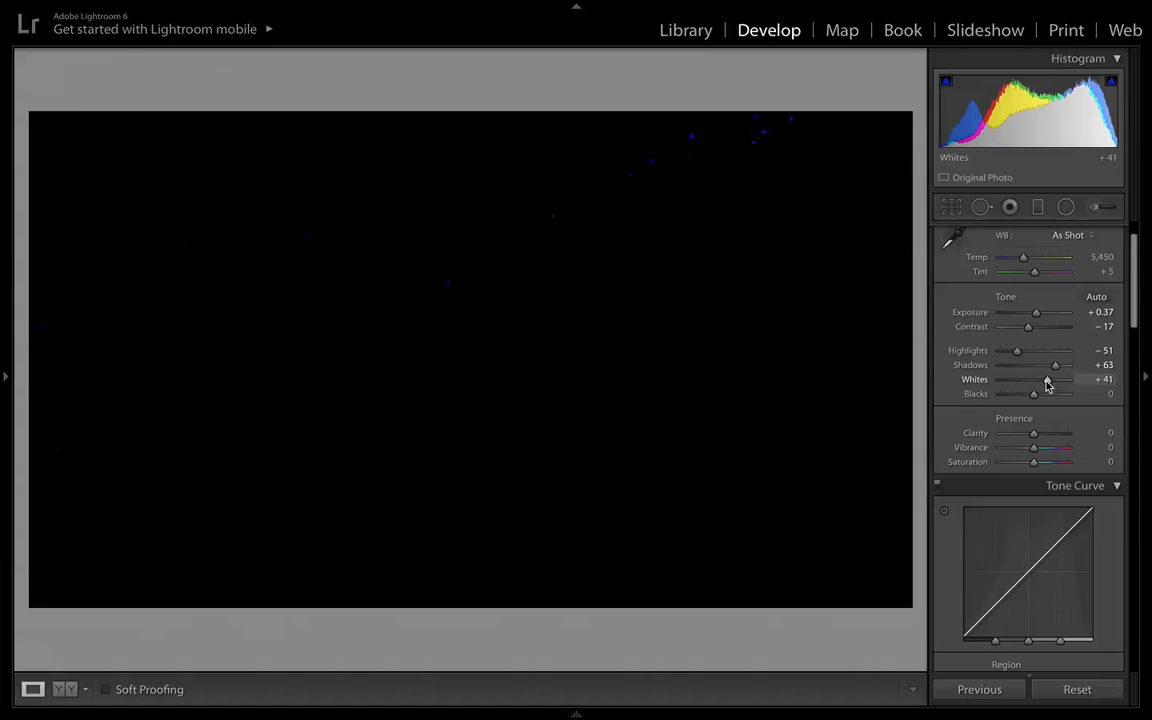 Lr
Adobe Lightroom 6
Get started with Lightroom mobile
Library | Develop | Map | Book | Slideshow | Print | Web
Histogram
Whites + 41
Original Photo
WB: As Shot
Temp 5,450
Tint + 5
Tone Auto
Exposure + 0.37
Contrast − 17
Highlights − 51
Shadows + 63
Whites + 41
Blacks 0
Presence
Clarity 0
Vibrance 0
Saturation 0
Tone Curve
Region
YY Soft Proofing
Previous Reset